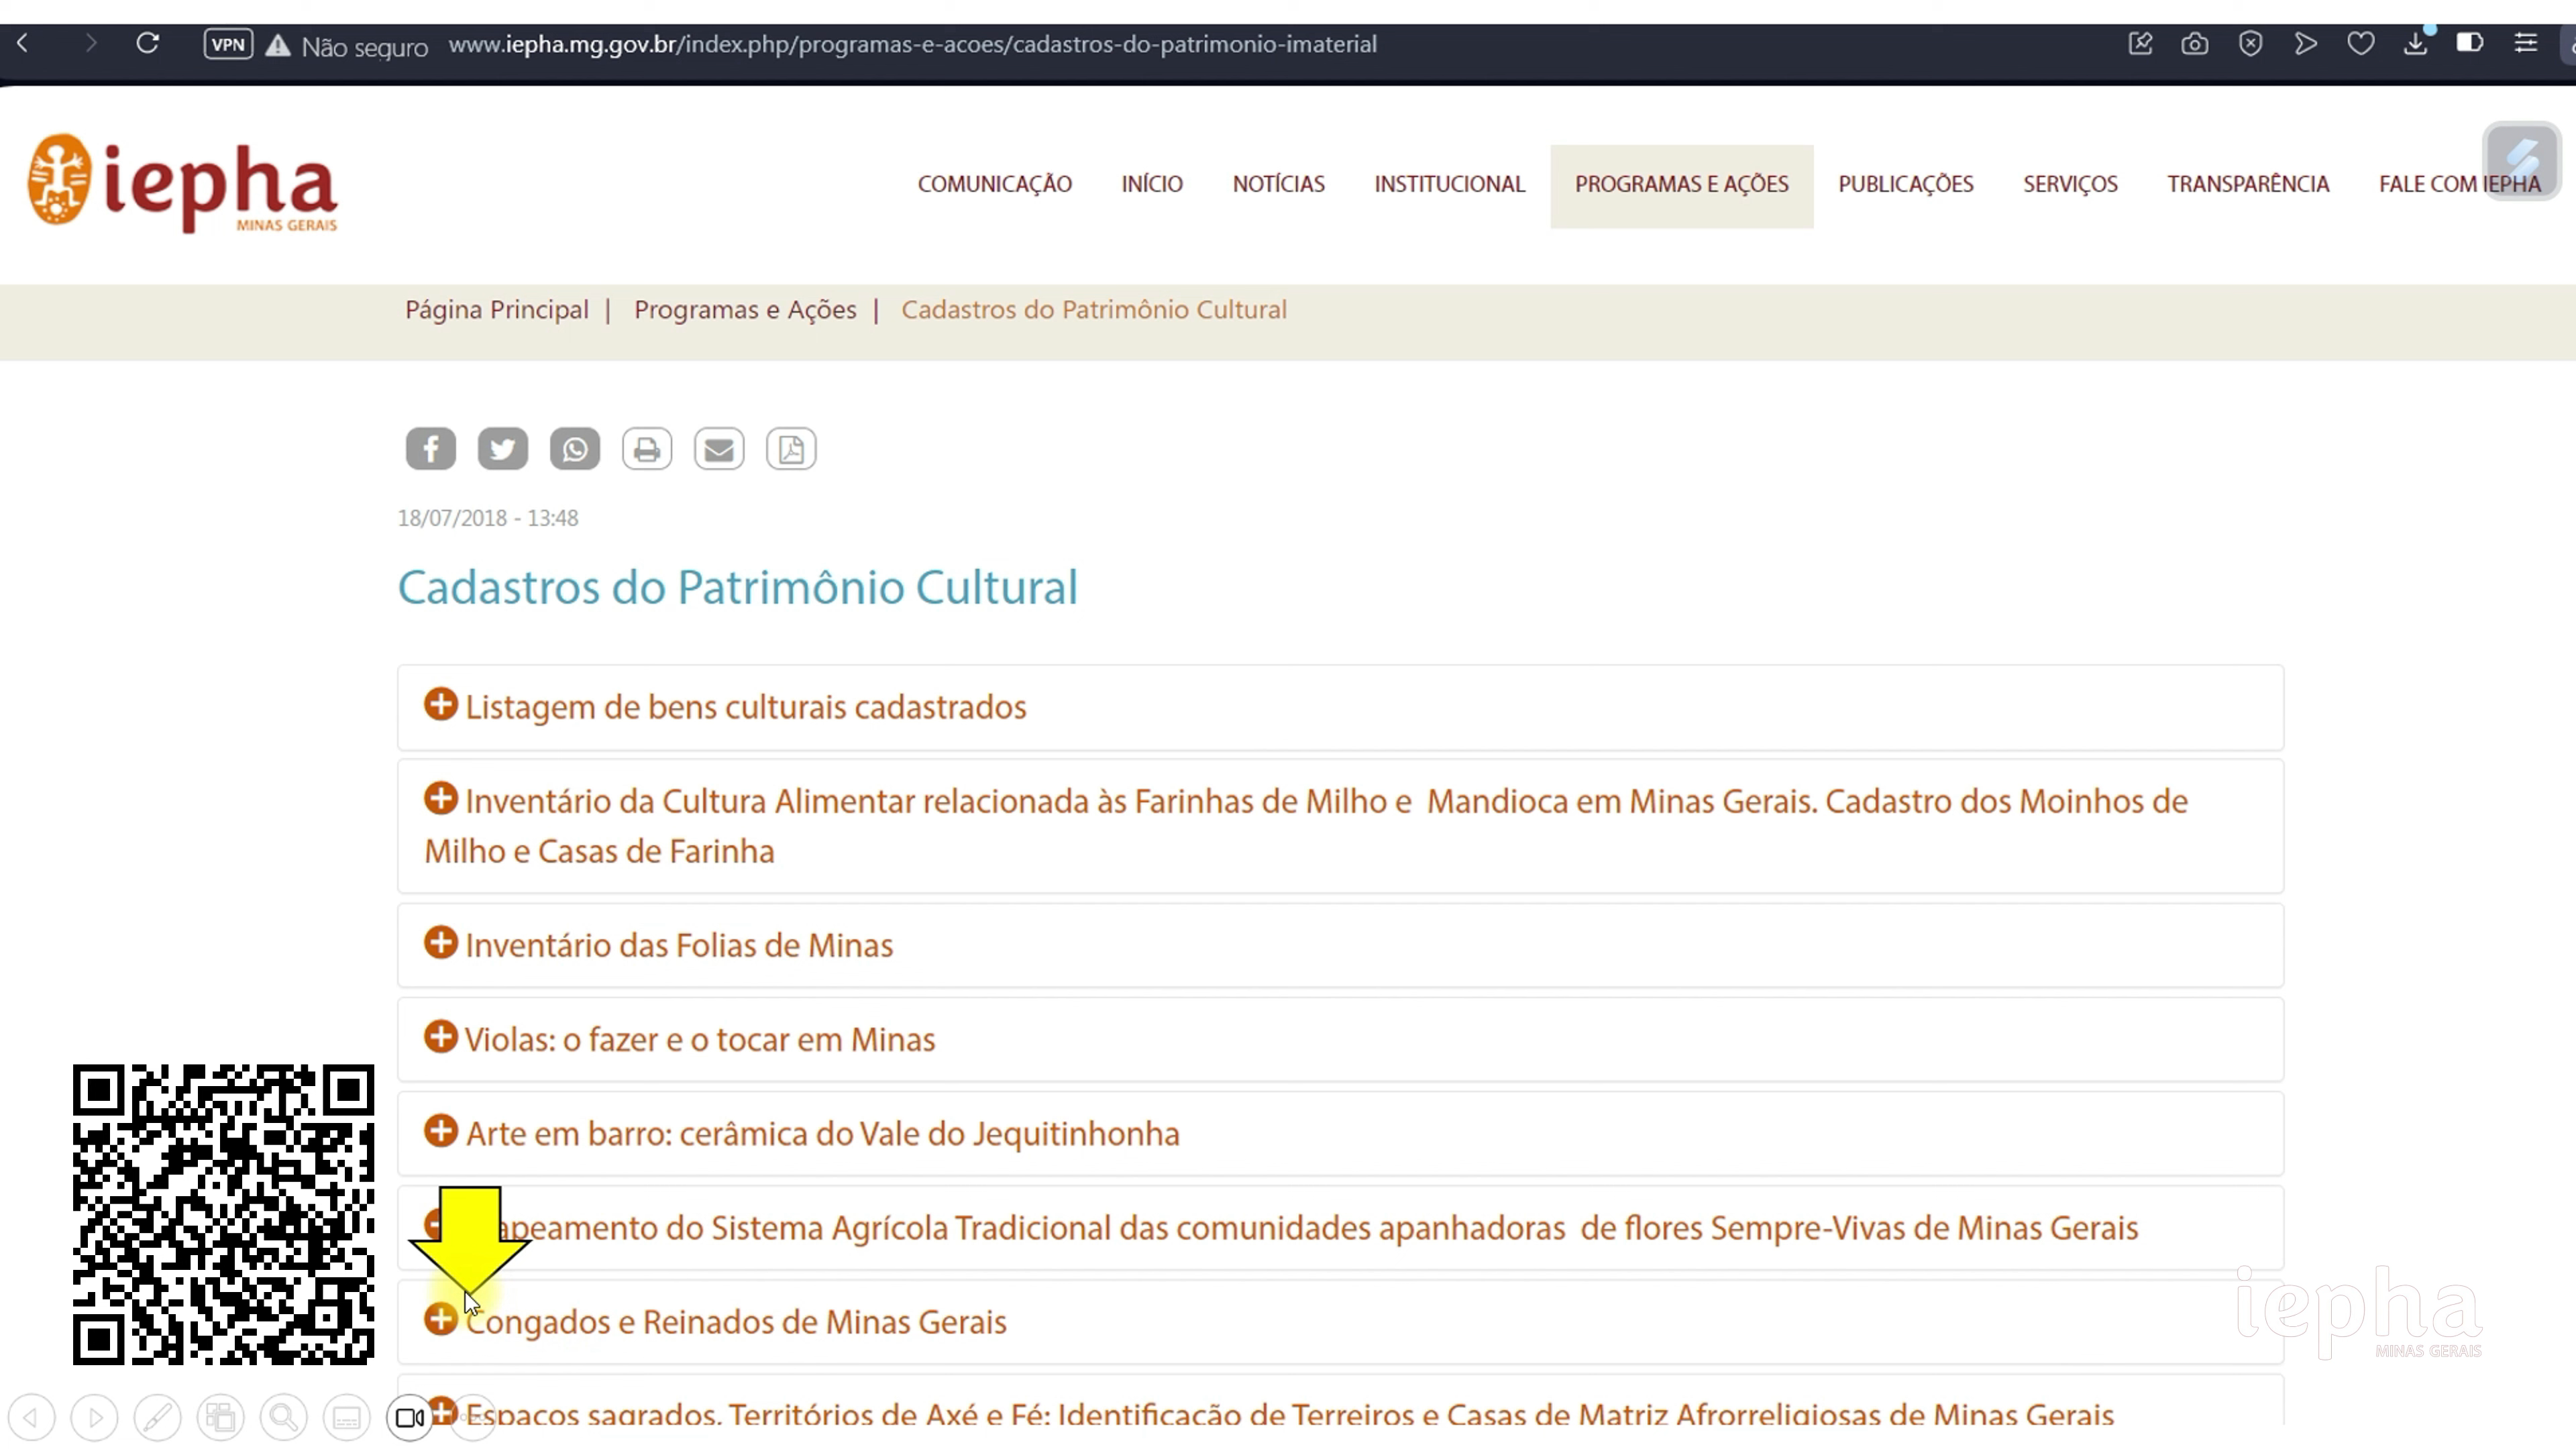 VPN Não seguro www.iepha.mg.gov.br/index.php/programas-e-acoes/cadastros-do-patrimonio-imaterial
iepha
MINAS GERAIS
COMUNICAÇÃO INÍCIO NOTÍCIAS INSTITUCIONAL PROGRAMAS E AÇÕES PUBLICAÇÕES SERVIÇOS TRANSPARÊNCIA FALE COM IEPHA
Página Principal | Programas e Ações | Cadastros do Patrimônio Cultural
18/07/2018 - 13:48
Cadastros do Patrimônio Cultural
Listagem de bens culturais cadastrados
Inventário da Cultura Alimentar relacionada às Farinhas de Milho e Mandioca em Minas Gerais. Cadastro dos Moinhos de
Milho e Casas de Farinha
Inventário das Folias de Minas
Violas: o fazer e o tocar em Minas
Arte em barro: cerâmica do Vale do Jequitinhonha
apeamento do Sistema Agrícola Tradicional das comunidades apanhadoras de flores Sempre-Vivas de Minas Gerais
Congados e Reinados de Minas Gerais
Espaços sagrados, Territórios de Axé e Fé: Identificação de Terreiros e Casas de Matriz Afrorreligiosas de Minas Gerais
iepha
MINAS GERAIS